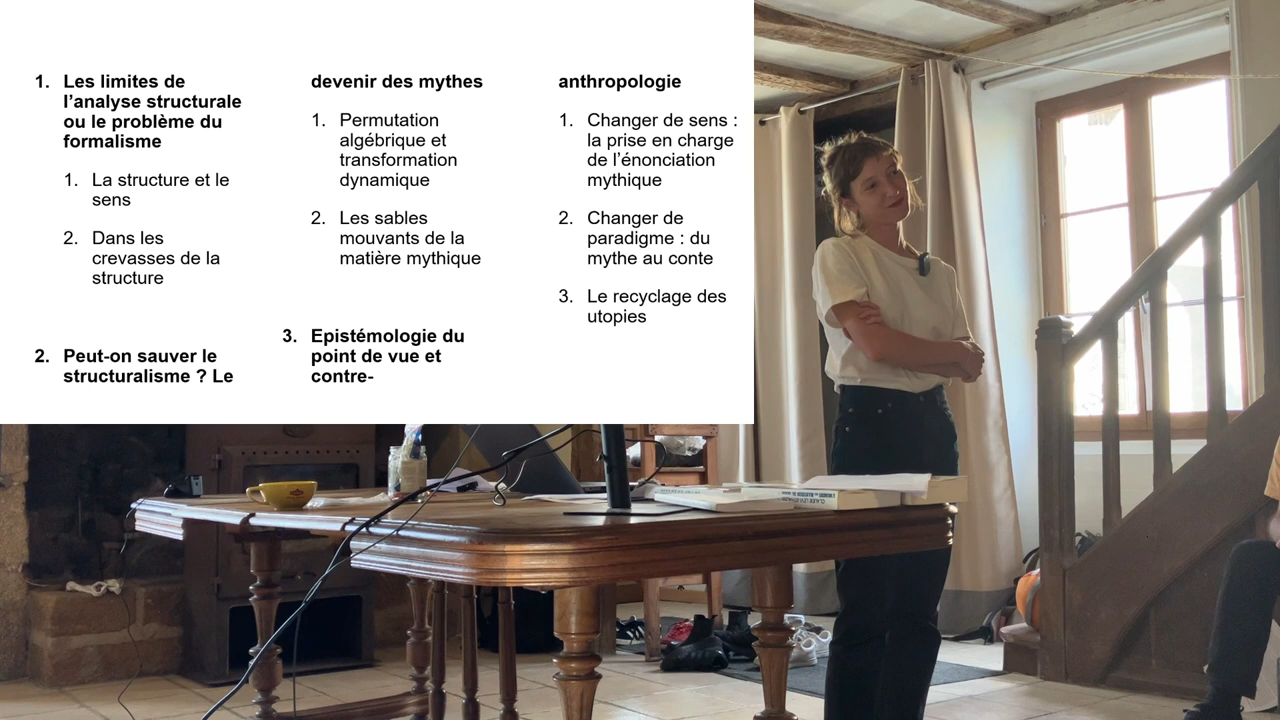 1. Les limites de
l’analyse structurale
ou le problème du
formalisme
1. La structure et le
sens
2. Dans les
crevasses de la
structure
2. Peut-on sauver le
structuralisme ? Le
devenir des mythes
1. Permutation
algébrique et
transformation
dynamique
2. Les sables
mouvants de la
matière mythique
3. Epistémologie du
point de vue et
contre-
anthropologie
1. Changer de sens :
la prise en charge
de l’énonciation
mythique
2. Changer de
paradigme : du
mythe au conte
3. Le recyclage des
utopies